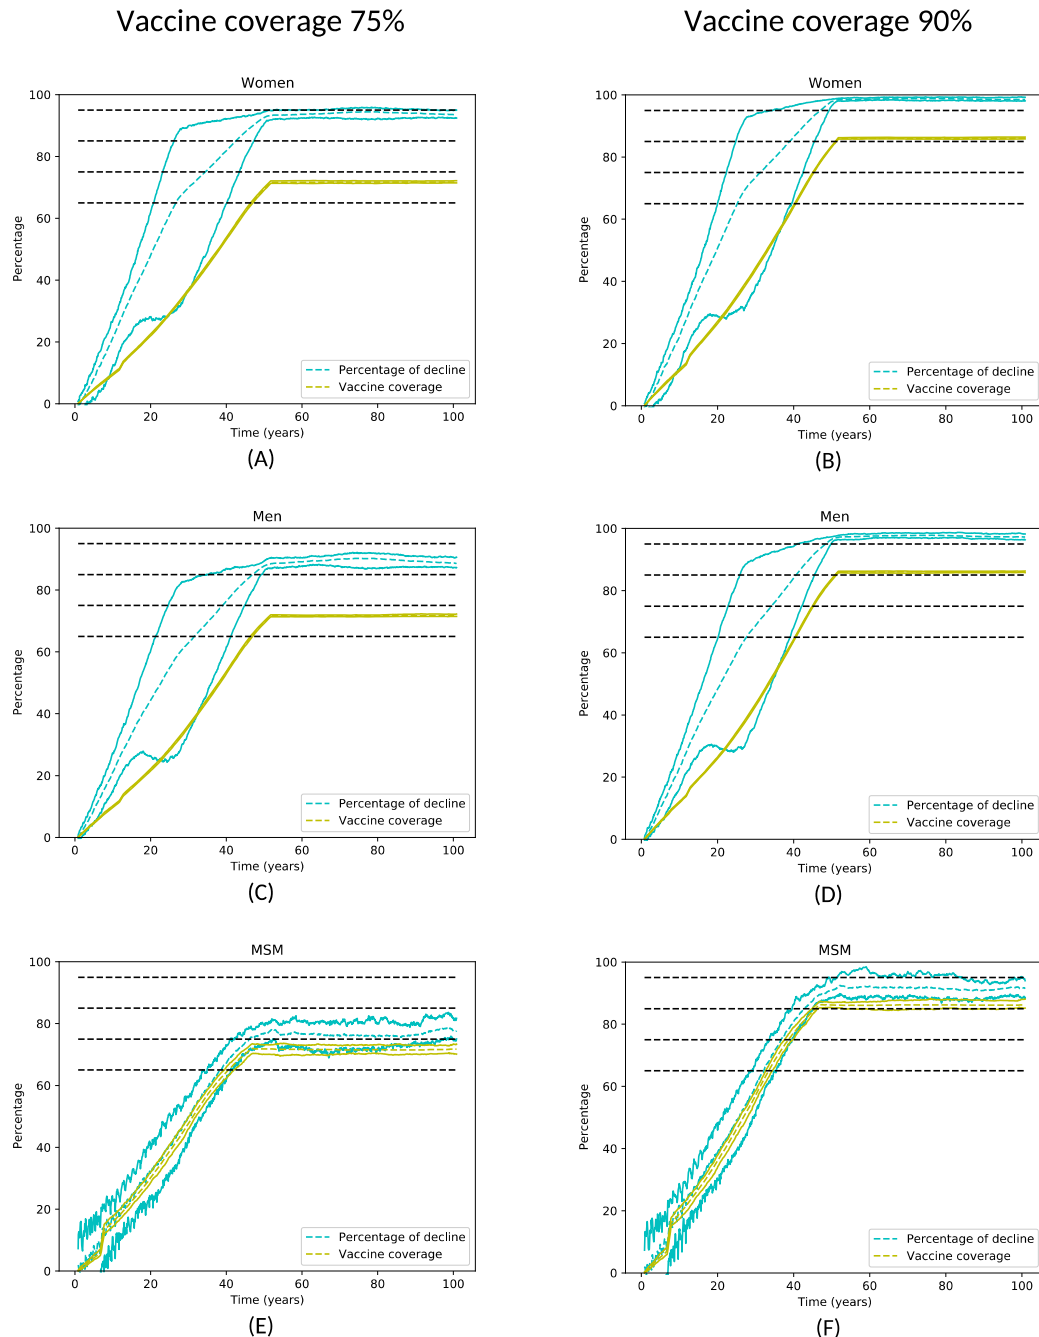 Vaccine coverage 75%
Vaccine coverage 90%
Women
100
80
60
40
20
0
Percentage
0 20 40 60 80 100
Time (years)
Percentage of decline
Vaccine coverage
(A)
Women
100
80
60
40
20
0
Percentage
0 20 40 60 80 100
Time (years)
Percentage of decline
Vaccine coverage
(B)
Men
100
80
60
40
20
0
Percentage
0 20 40 60 80 100
Time (years)
Percentage of decline
Vaccine coverage
(C)
Men
100
80
60
40
20
0
Percentage
0 20 40 60 80 100
Time (years)
Percentage of decline
Vaccine coverage
(D)
MSM
100
80
60
40
20
0
Percentage
0 20 40 60 80 100
Time (years)
Percentage of decline
Vaccine coverage
(E)
MSM
100
80
60
40
20
0
Percentage
0 20 40 60 80 100
Time (years)
Percentage of decline
Vaccine coverage
(F)